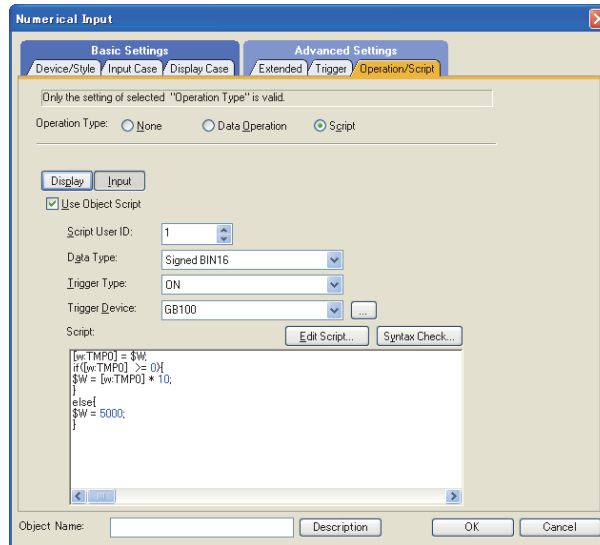 Numerical Input
Basic Settings
Advanced Settings
Device/Style
Input Case
Display Case
Extended
Trigger
Operation/Script
Only the setting of selected "Operation Type" is valid.
Operation Type: None Data Operation Script
Display Input
Use Object Script
Script User ID: 1
Data Type: Signed BIN16
Trigger Type: ON
Trigger Device: GB100 ...
Script: Edit Script... Syntax Check...
[w:TMP0] = $W;
if([w:TMP0] >= 0){
$W = [w:TMP0] * 10;
}
else{
$W = 5000;
}
Object Name: Description OK Cancel